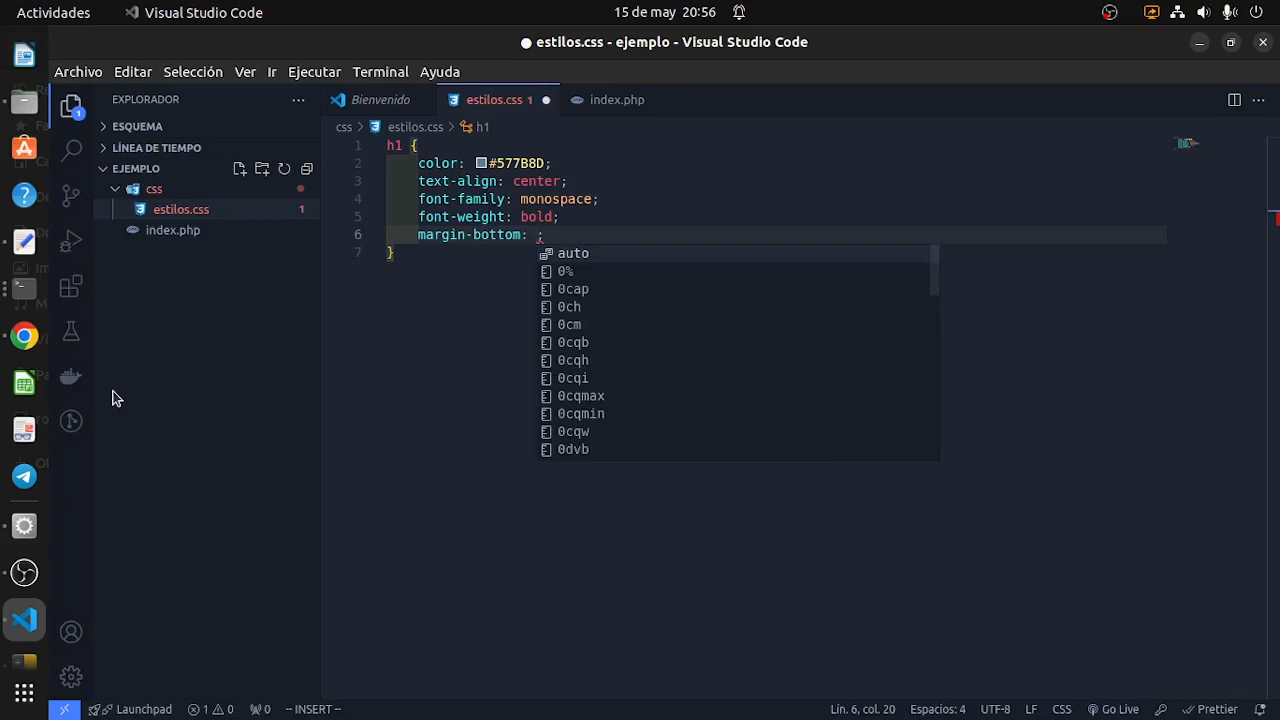 Actividades
Visual Studio Code
15 de may 20:56
estilos.css - ejemplo - Visual Studio Code
Archivo Editar Selección Ver Ir Ejecutar Terminal Ayuda
EXPLORADOR
Bienvenido
estilos.css 1
index.php
ESQUEMA
LÍNEA DE TIEMPO
EJEMPLO
css
estilos.css 1
index.php
css > estilos.css > h1
1 h1 {
2 color: #577B8D;
3 text-align: center;
4 font-family: monospace;
5 font-weight: bold;
6 margin-bottom: ;
7 }
auto
0%
0cap
0ch
0cm
0cqb
0cqh
0cqi
0cqmax
0cqmin
0cqw
0dvb
1
Launchpad
1 0
0
-- INSERT --
Lín. 6, col. 20
Espacios: 4
UTF-8
LF
CSS
Go Live
Prettier